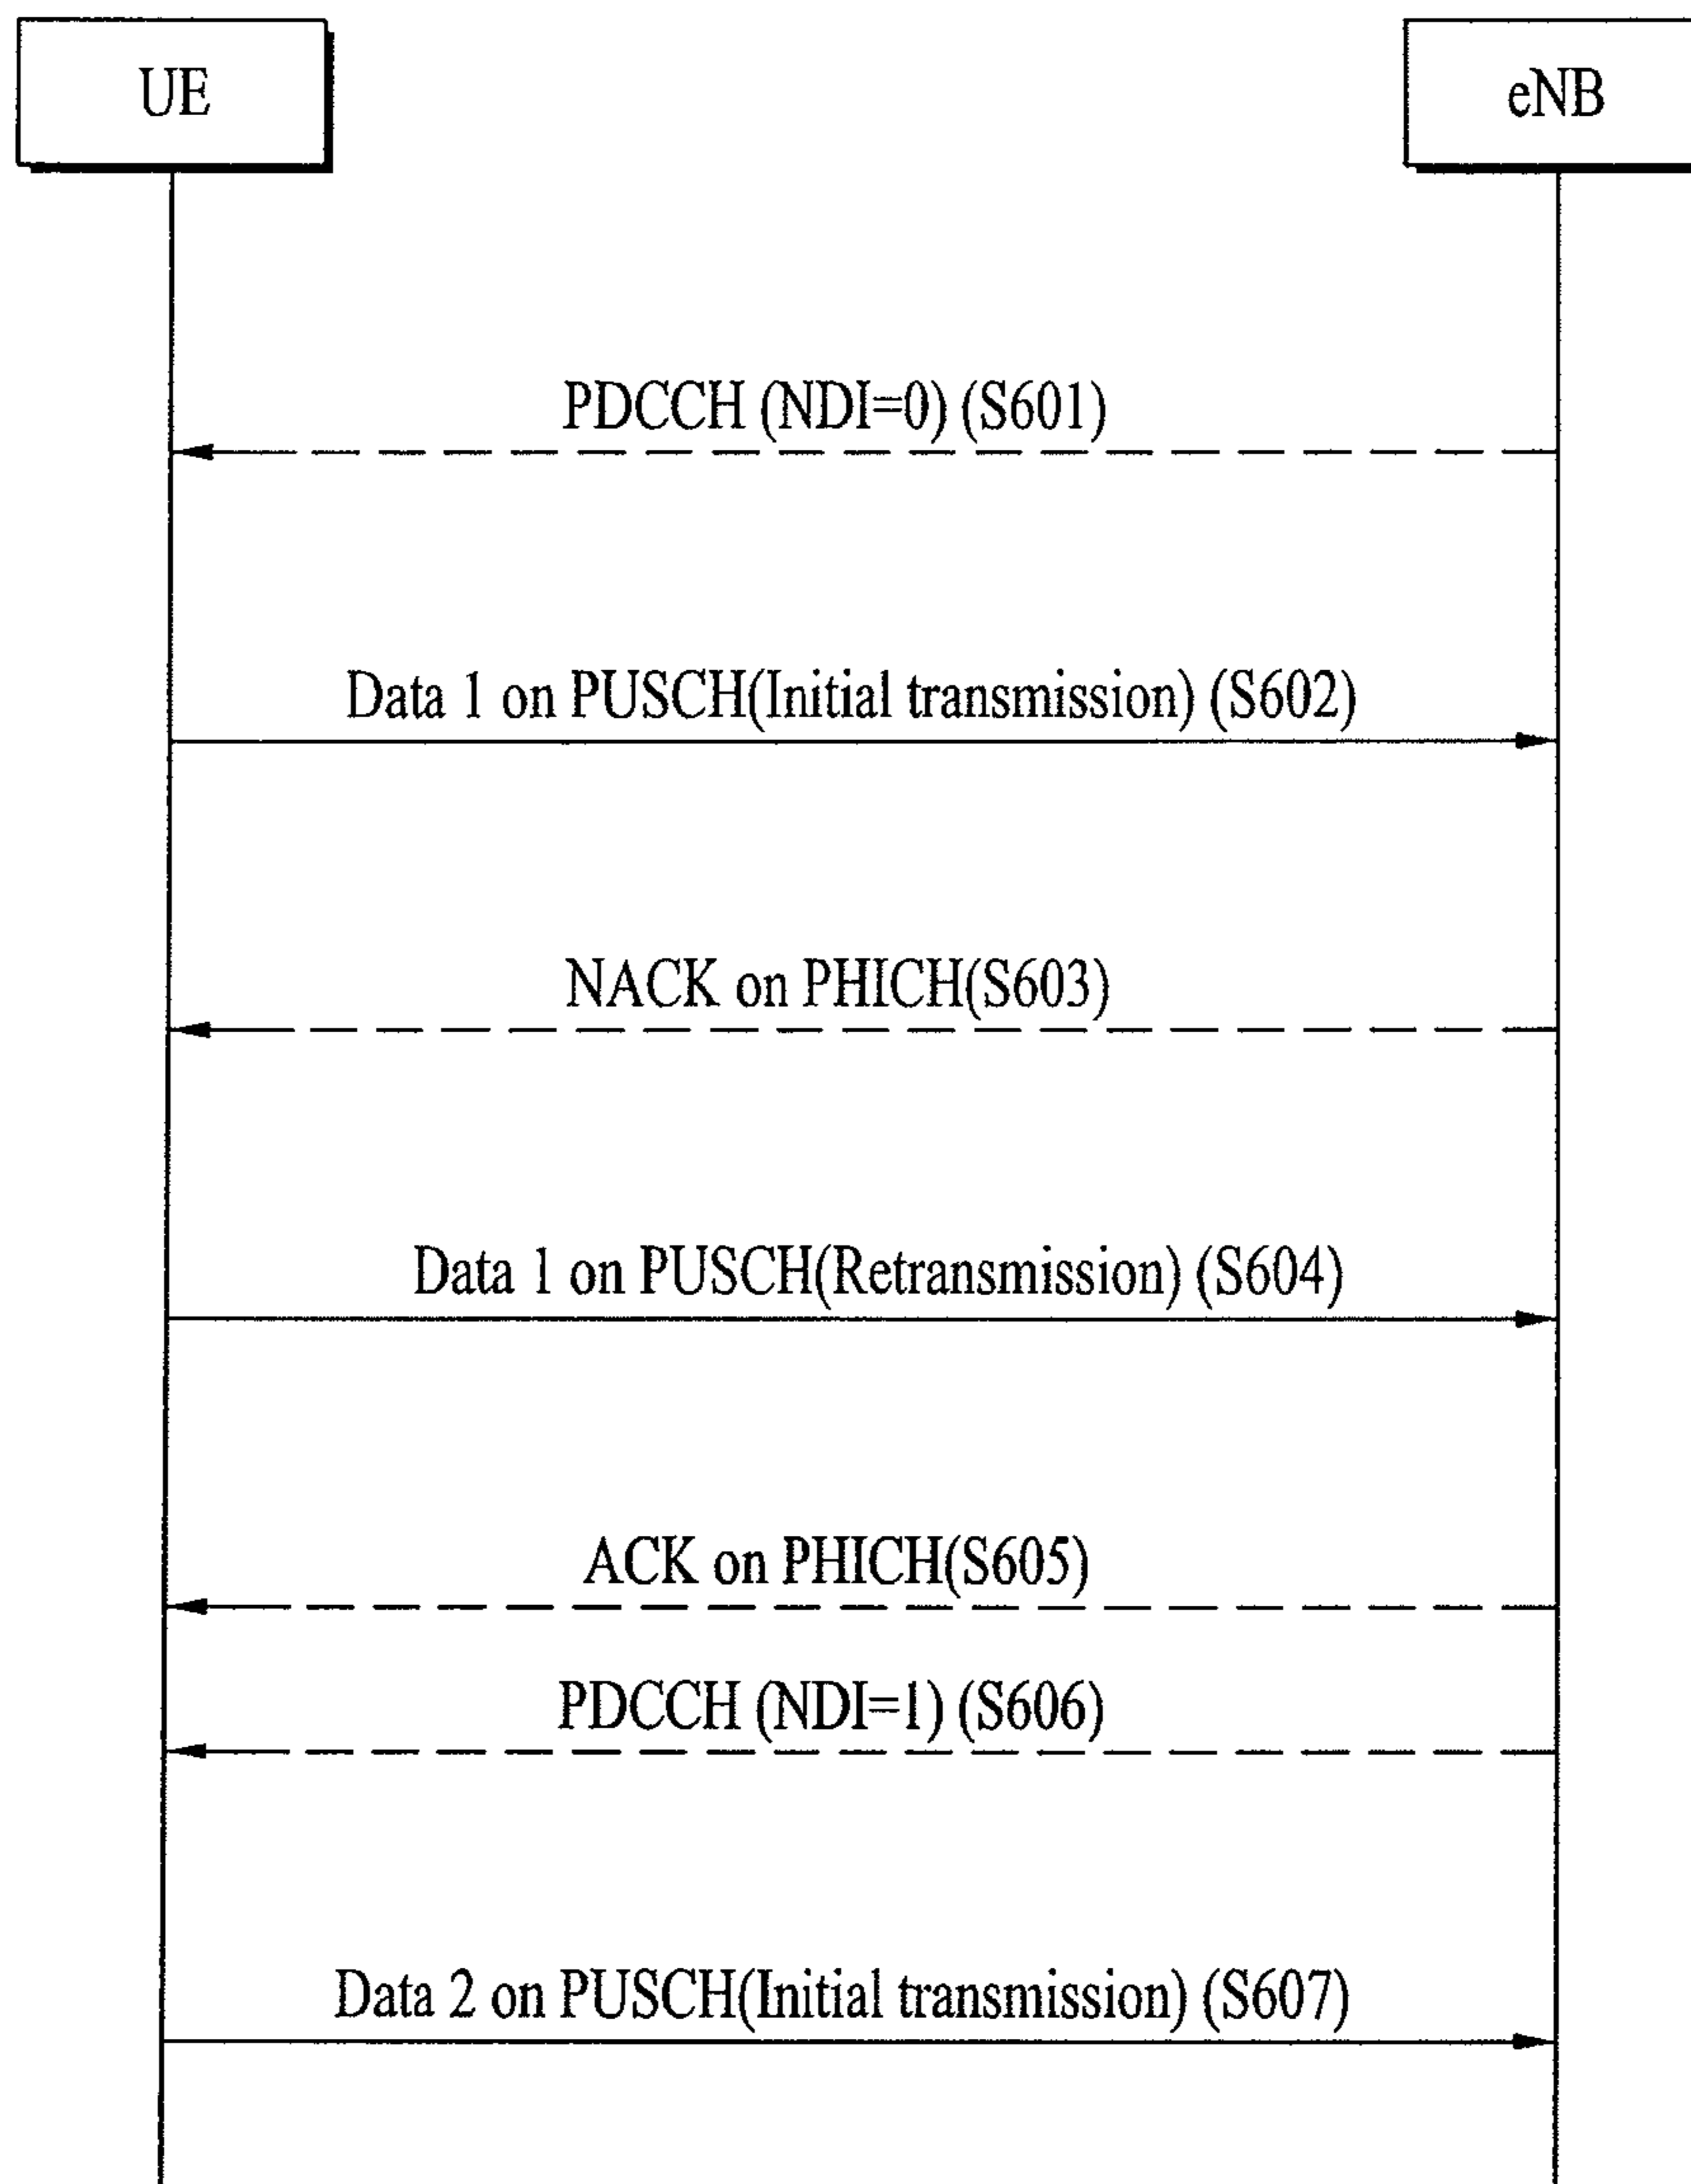 UE
eNB
PDCCH (NDI=0) (S601)
Data 1 on PUSCH(Initial transmission) (S602)
NACK on PHICH(S603)
Data 1 on PUSCH(Retransmission) (S604)
ACK on PHICH(S605)
PDCCH (NDI=1) (S606)
Data 2 on PUSCH(Initial transmission) (S607)